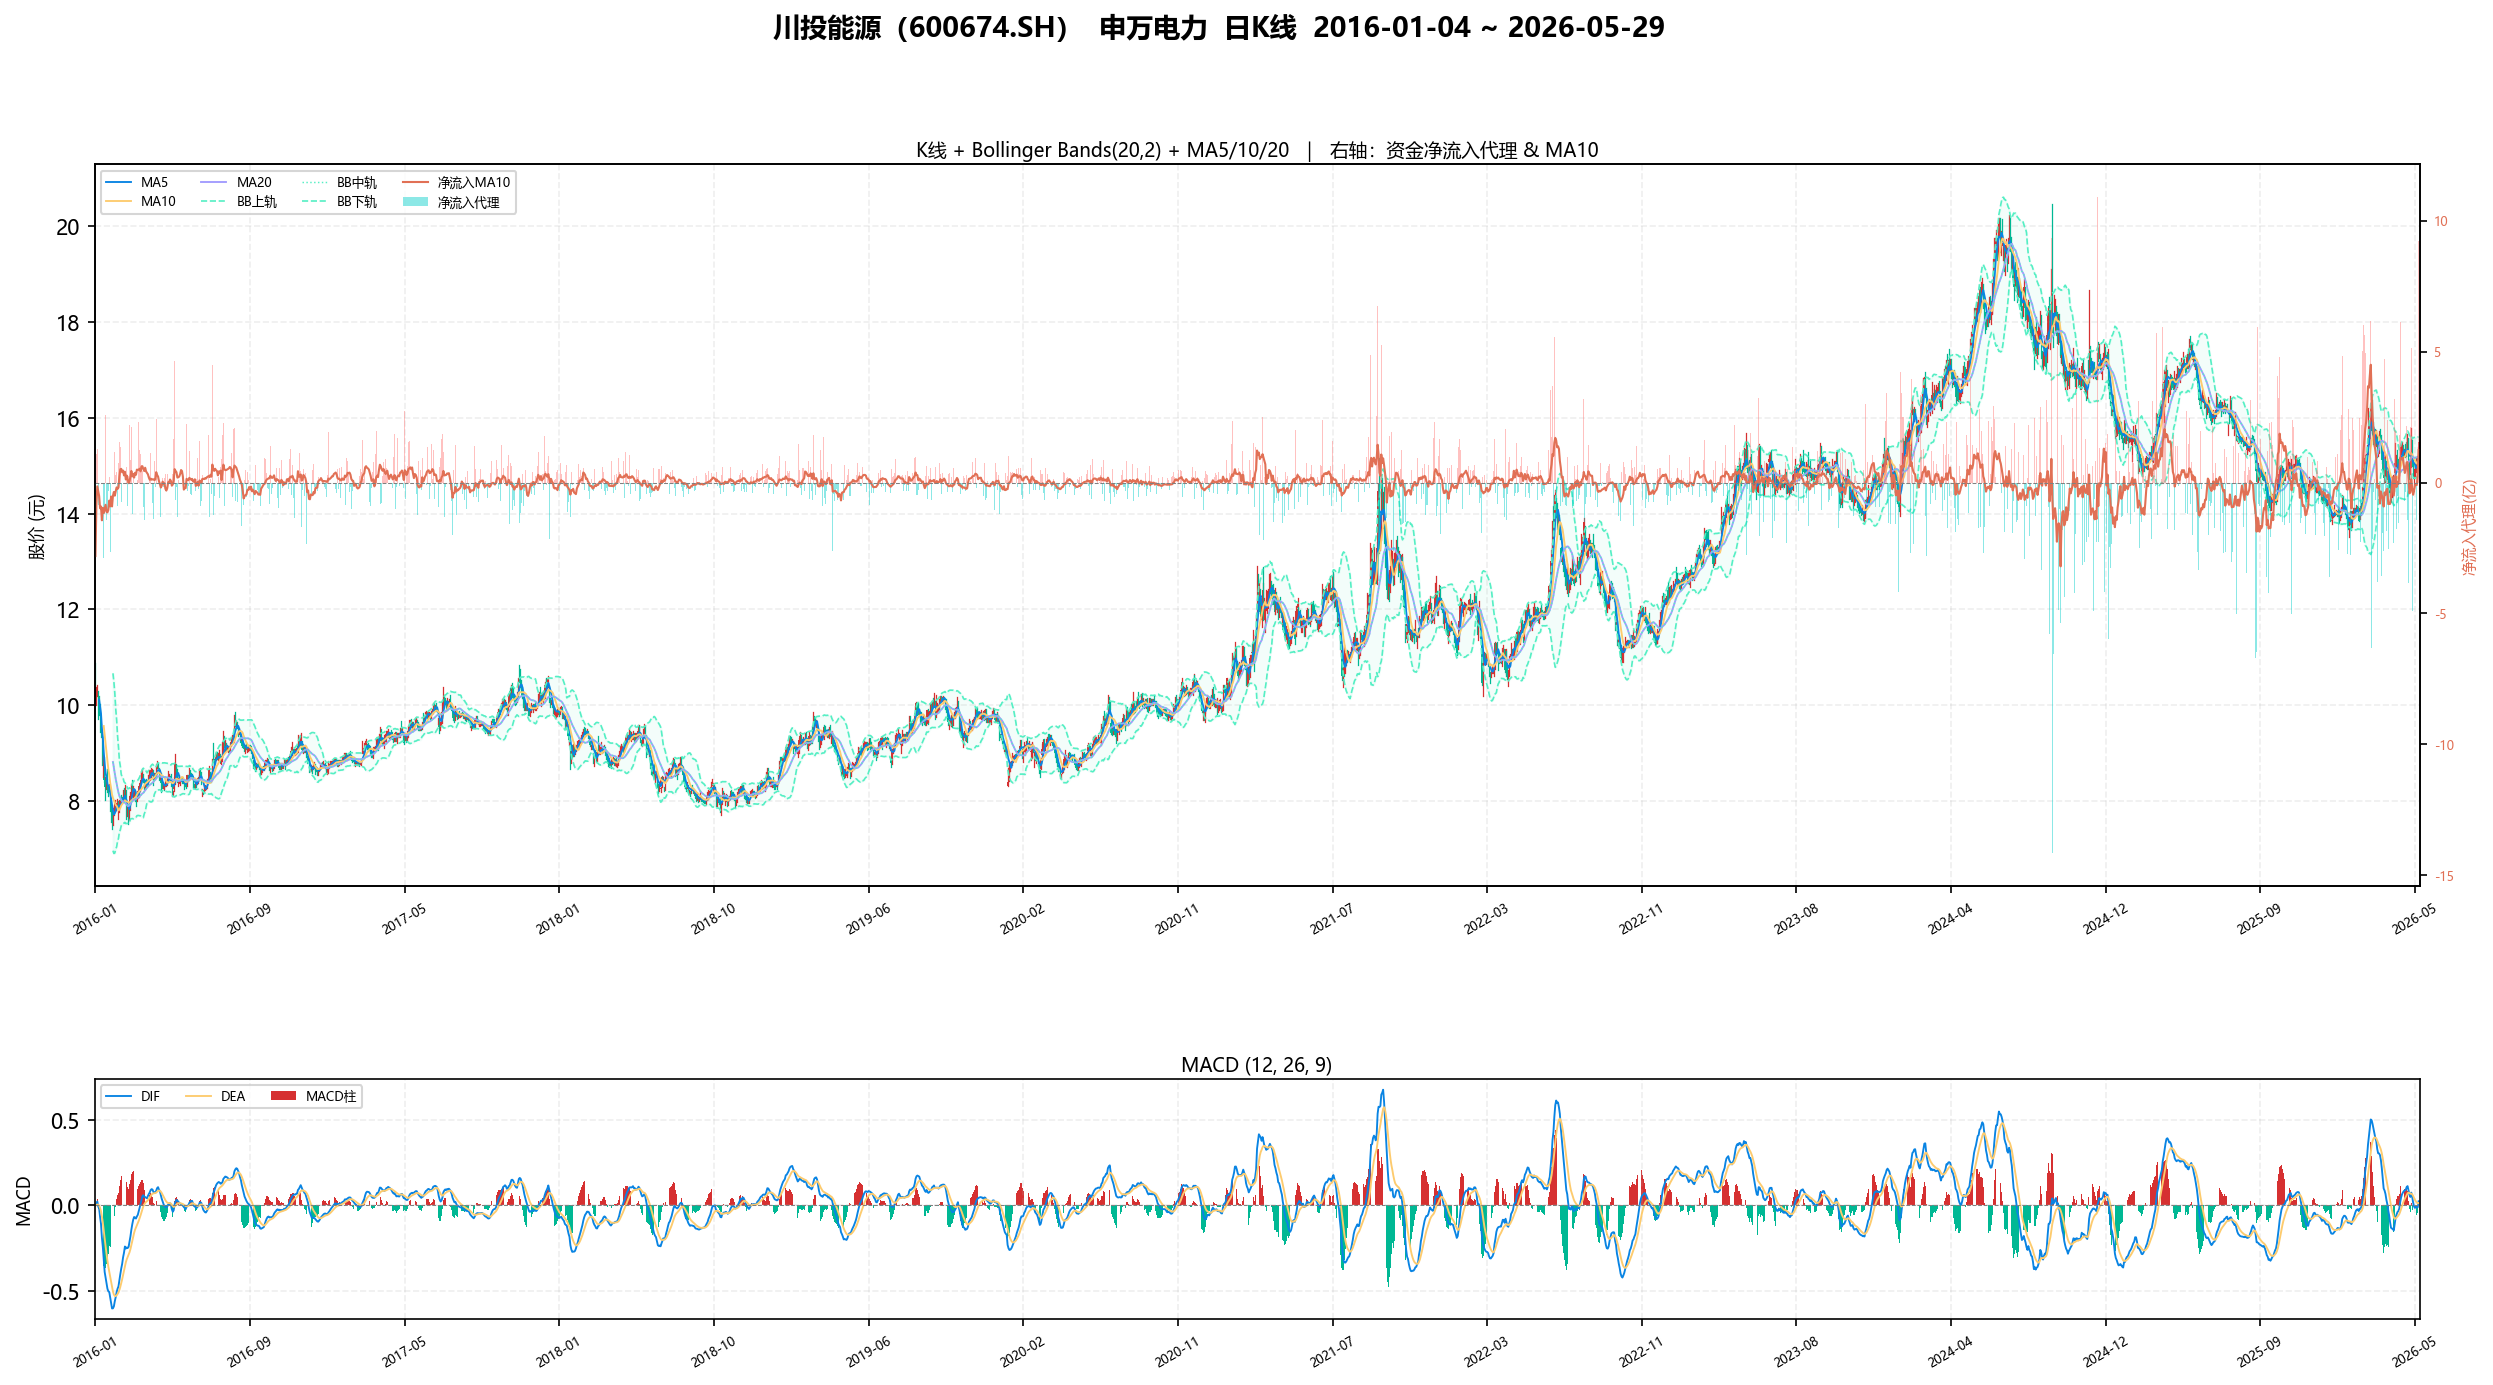 川投能源（600674.SH） 申万电力 日K线 2016-01-04 ~ 2026-05-29
K线 + Bollinger Bands(20,2) + MA5/10/20 | 右轴：资金净流入代理 & MA10
MA5 MA20 BB中轨 净流入MA10
MA10 BB上轨 BB下轨 净流入代理
股价 (元)
20
18
16
14
12
10
8
10
5
0
-5
-10
-15
净流入代理(亿)
2016-01 2016-09 2017-05 2018-01 2018-10 2019-06 2020-02 2020-11 2021-07 2022-03 2022-11 2023-08 2024-04 2024-12 2025-09 2026-05
MACD (12, 26, 9)
DIF DEA MACD柱
MACD
0.5
0.0
-0.5
2016-01 2016-09 2017-05 2018-01 2018-10 2019-06 2020-02 2020-11 2021-07 2022-03 2022-11 2023-08 2024-04 2024-12 2025-09 2026-05